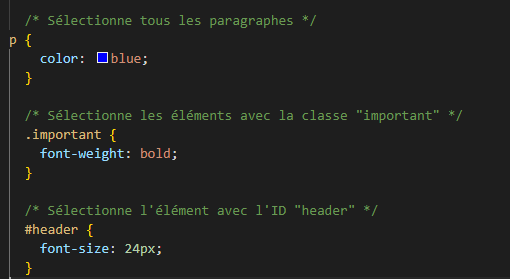 /* Sélectionne tous les paragraphes */
p {
color: blue;
}
/* Sélectionne les éléments avec la classe "important" */
.important {
font-weight: bold;
}
/* Sélectionne l'élément avec l'ID "header" */
#header {
font-size: 24px;
}